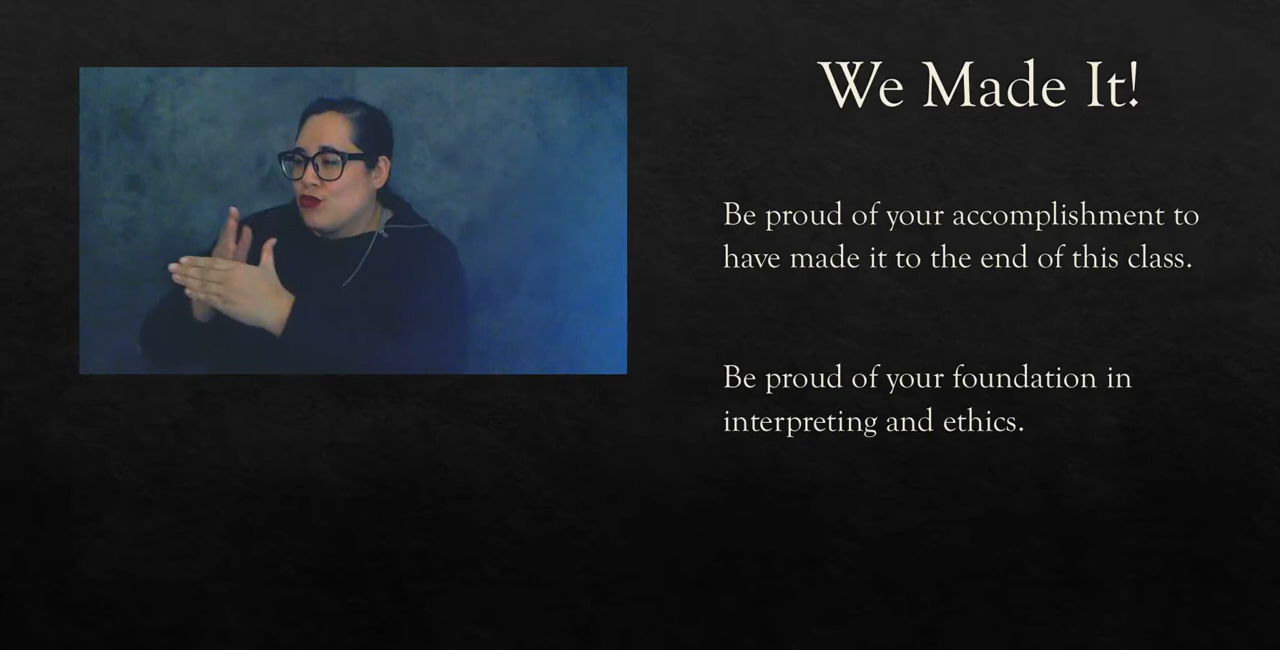 We Made It!
Be proud of your accomplishment to
have made it to the end of this class.
Be proud of your foundation in
interpreting and ethics.